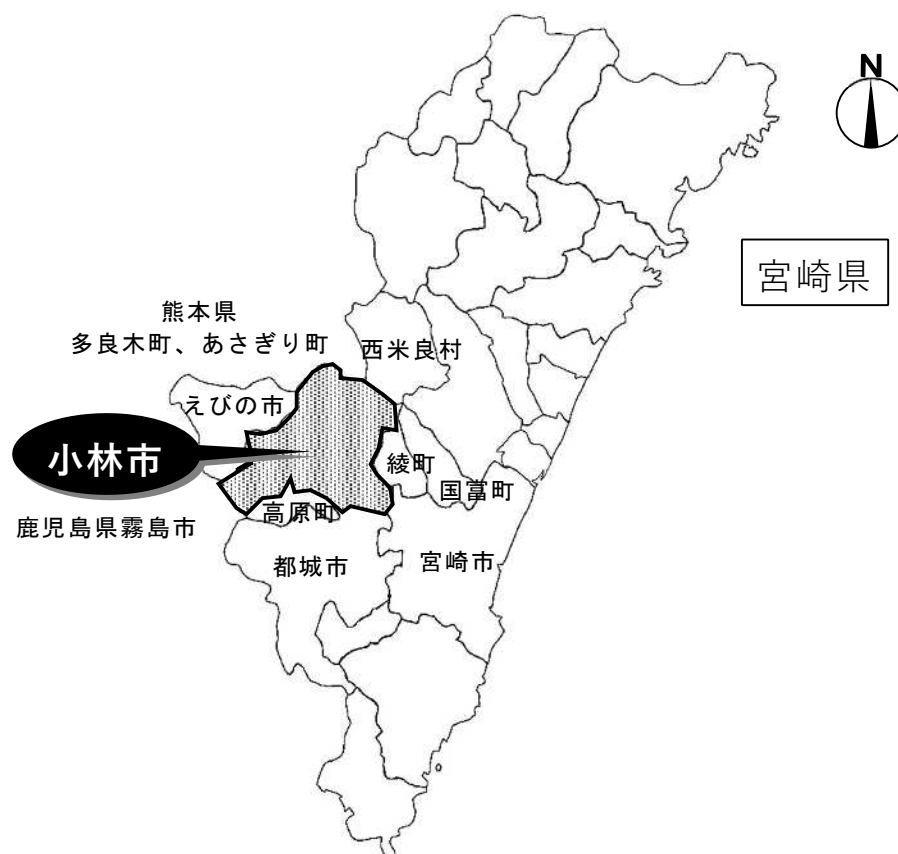 N
宮崎県
熊本県
多良木町、あさぎり町
西米良村
えびの市
小林市
綾町
国富町
高原町
鹿児島県霧島市
都城市
宮崎市